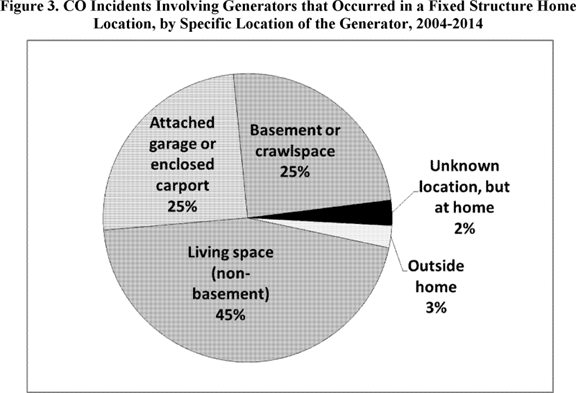 Figure 3. CO Incidents Involving Generators that Occurred in a Fixed Structure Home
Location, by Specific Location of the Generator, 2004-2014
Attached
garage or
enclosed
carport
25%
Basement or
crawlspace
25%
Unknown
location, but
at home
2%
Outside
home
3%
Living space
(non-
basement)
45%